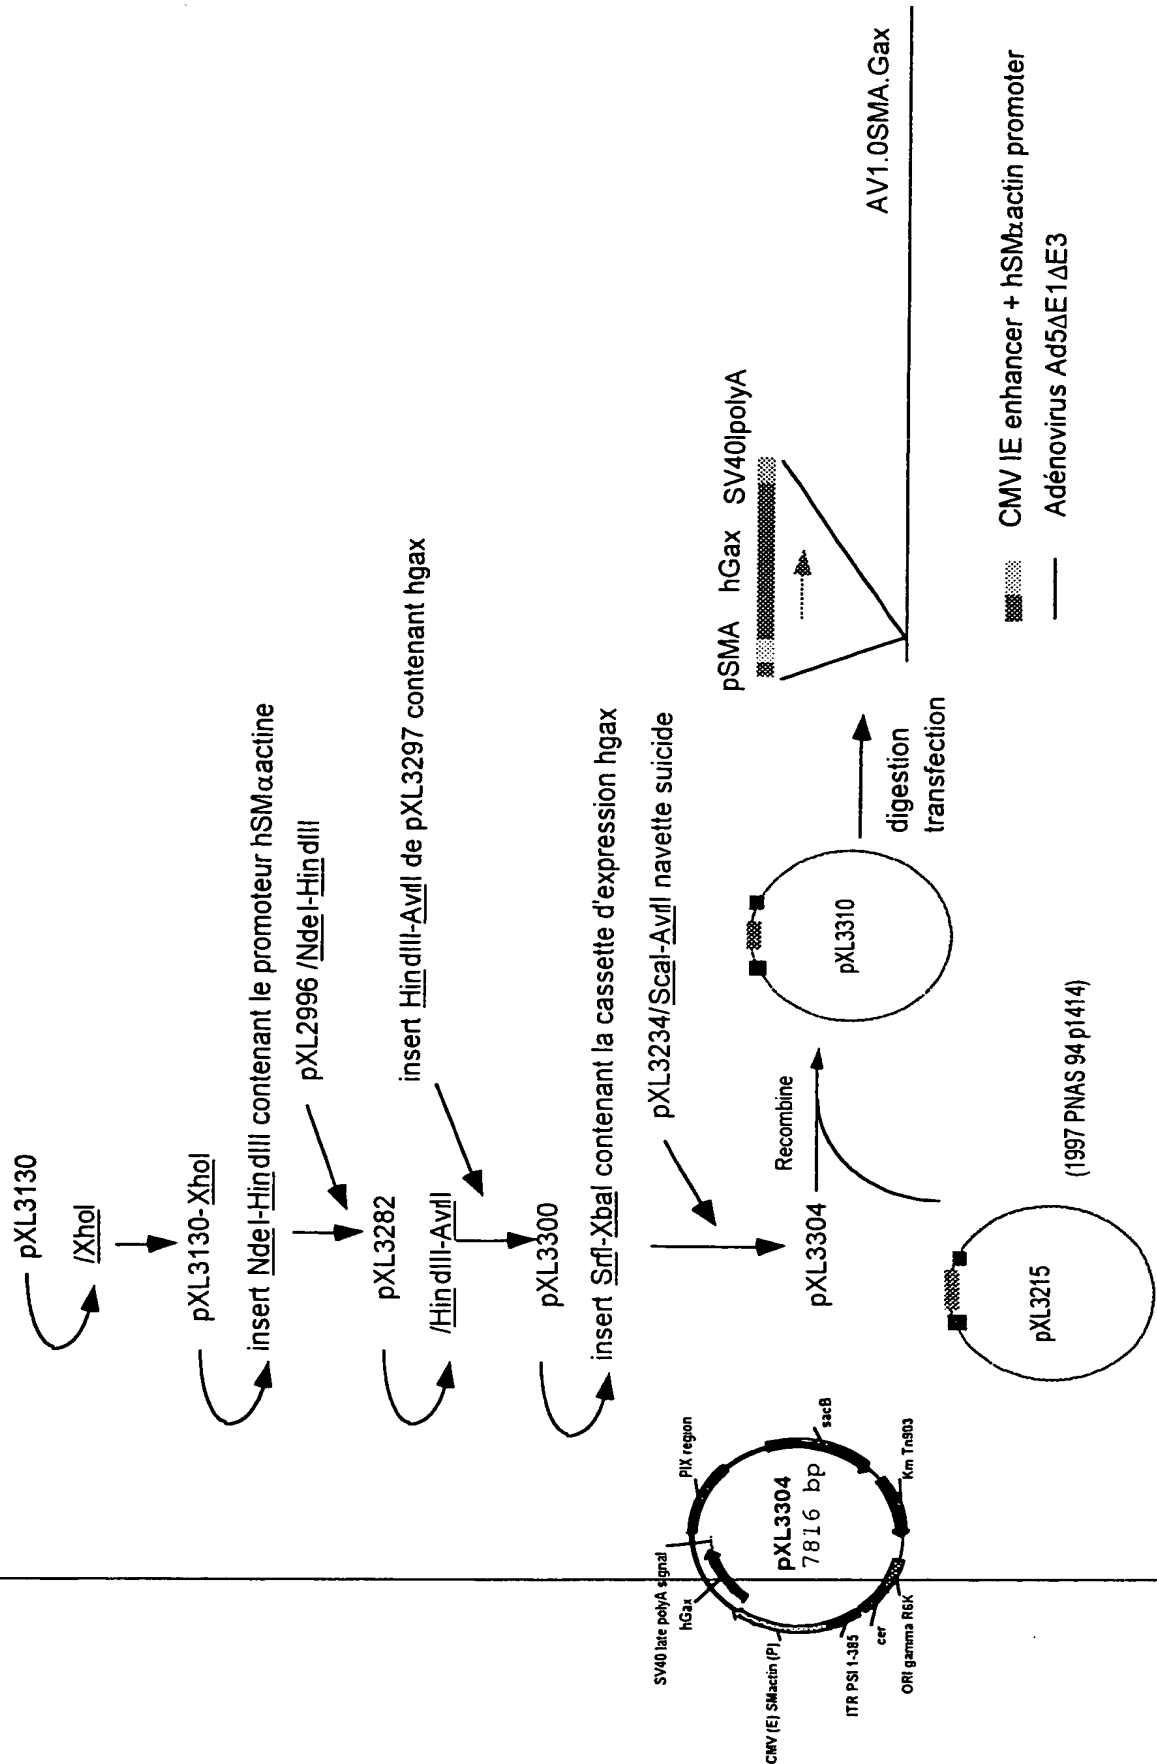 pXL3130
/XhoI
pXL3130-XhoI
insert NdeI-HindIII contenant le promoteur hSMαactine
pXL2996 /NdeI-HindIII
pXL3282
/HindIII-AvrII
insert HindIII-AvrII de pXL3297 contenant hgax
pXL3300
insert SrfI-XbaI contenant la cassette d'expression hgax
pXL3234/ScaI-AvrII navette suicide
pXL3304
Recombine
pXL3215
(1997 PNAS 94 p1414)
pXL3310
digestion
transfection
pSMA hGax SV40lpolyA
AV1.0SMA.Gax
CMV IE enhancer + hSMαactin promoter
Adénovirus Ad5ΔE1ΔE3
SV40 late polyA signal
hGax
PIX region
sacB
pXL3304
7816 bp
Km Tn903
CMV (E) SMactin (P)
ITR PSI 1-385
cer
ORI gamma R6K